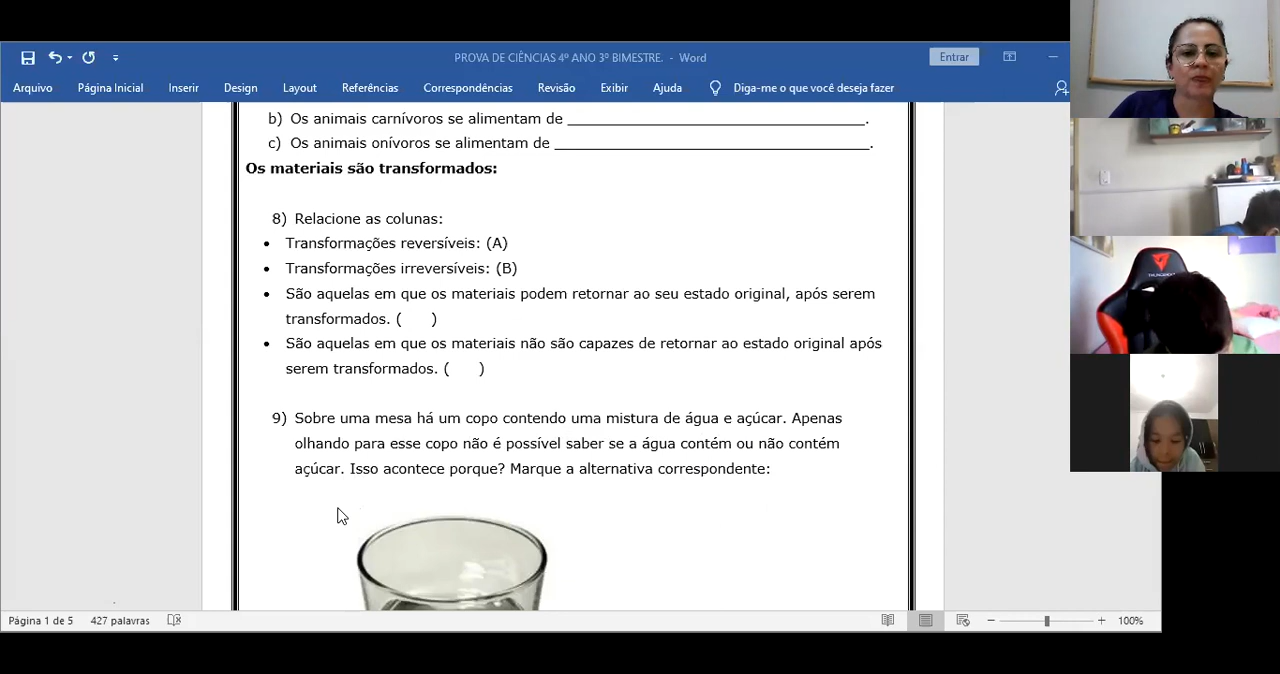 PROVA DE CIÊNCIAS 4º ANO 3º BIMESTRE. - Word
Entrar
Arquivo Página Inicial Inserir Design Layout Referências Correspondências Revisão Exibir Ajuda Diga-me o que você deseja fazer
b) Os animais carnívoros se alimentam de ______________________________.
c) Os animais onívoros se alimentam de ________________________________.
Os materiais são transformados:
8) Relacione as colunas:
• Transformações reversíveis: (A)
• Transformações irreversíveis: (B)
• São aquelas em que os materiais podem retornar ao seu estado original, após serem
transformados. ( )
• São aquelas em que os materiais não são capazes de retornar ao estado original após
serem transformados. ( )
9) Sobre uma mesa há um copo contendo uma mistura de água e açúcar. Apenas
olhando para esse copo não é possível saber se a água contém ou não contém
açúcar. Isso acontece porque? Marque a alternativa correspondente:
Página 1 de 5 427 palavras 100%